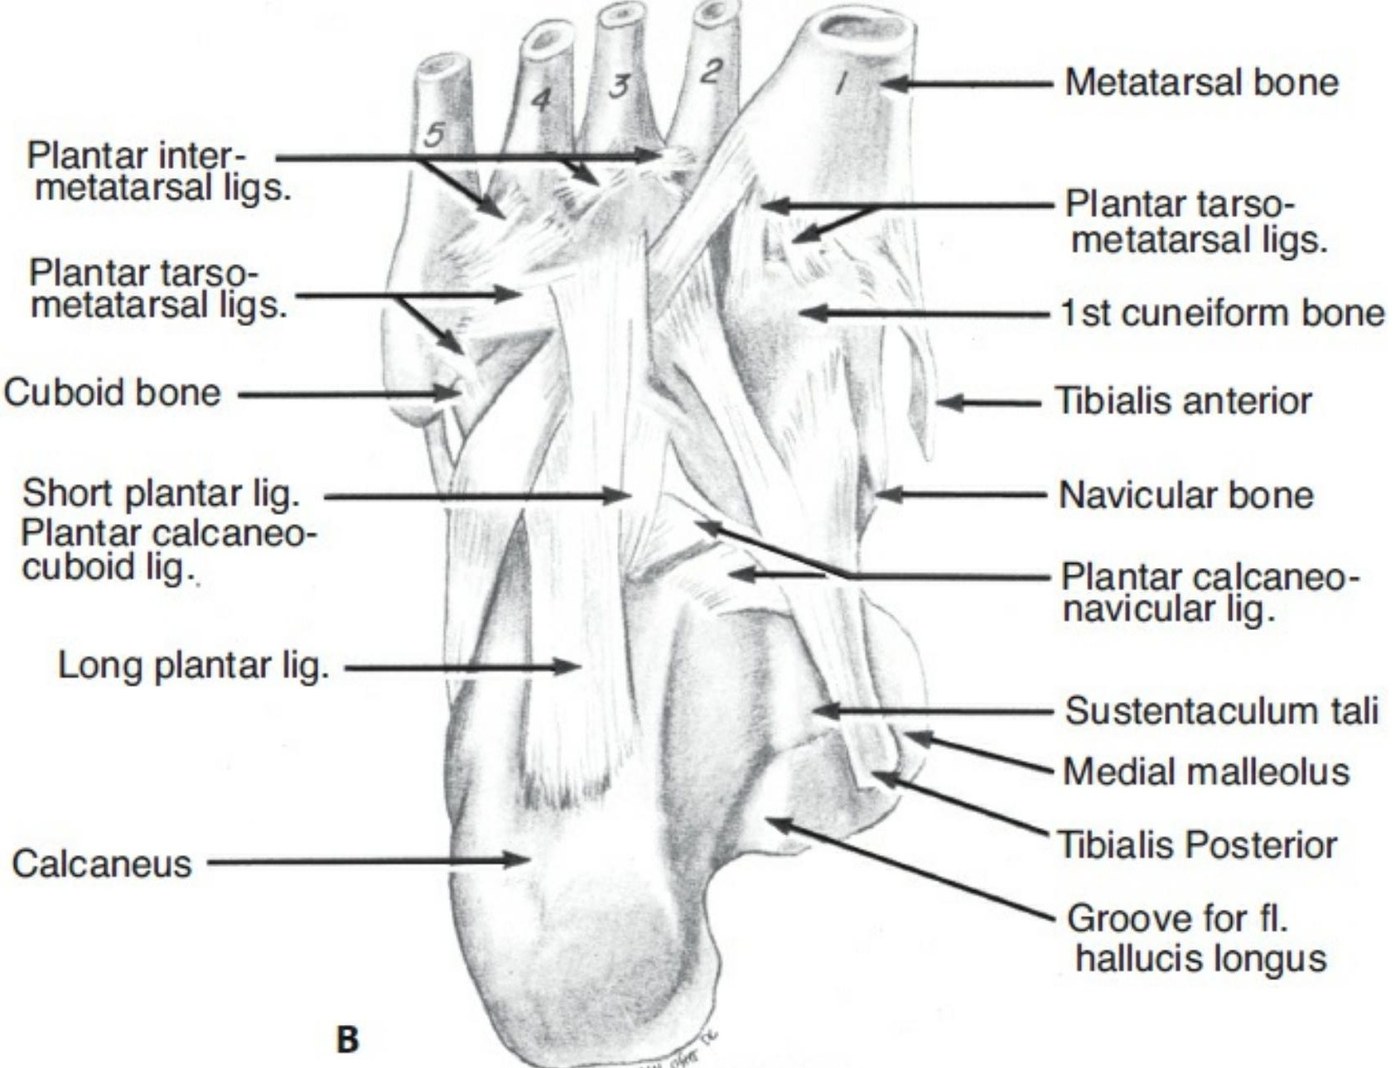 5
4
3
2
1
Plantar inter-
metatarsal ligs.
Plantar tarso-
metatarsal ligs.
Cuboid bone
Short plantar lig.
Plantar calcaneo-
cuboid lig.
Long plantar lig.
Calcaneus
Metatarsal bone
Plantar tarso-
metatarsal ligs.
1st cuneiform bone
Tibialis anterior
Navicular bone
Plantar calcaneo-
navicular lig.
Sustentaculum tali
Medial malleolus
Tibialis Posterior
Groove for fl.
hallucis longus
B